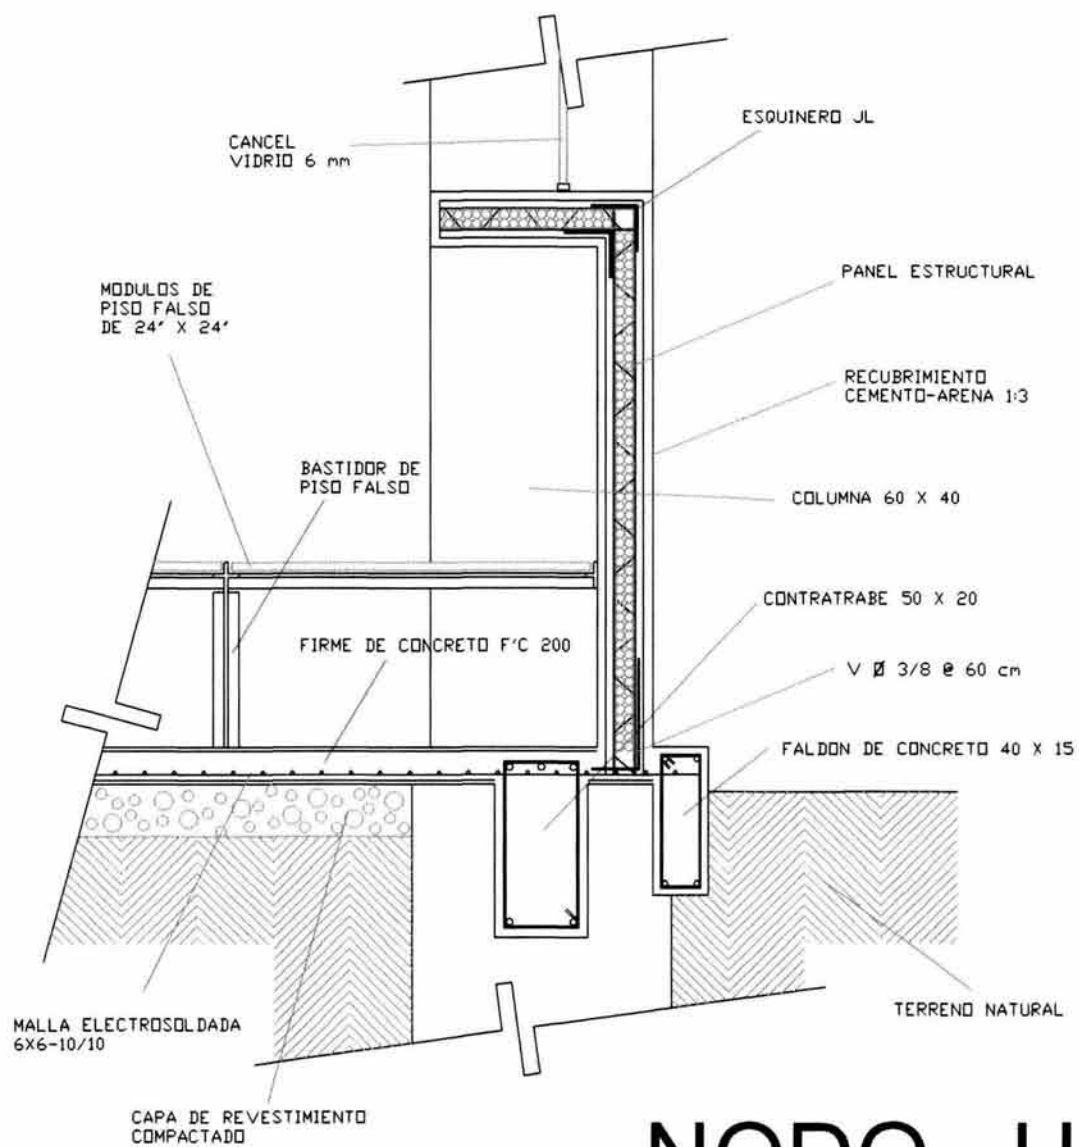 CANCEL
VIDRIO 6 mm
ESQUINERO JL
MODULOS DE
PISO FALSO
DE 24" X 24"
PANEL ESTRUCTURAL
RECUBRIMIENTO
CEMENTO-ARENA 1:3
BASTIDOR DE
PISO FALSO
COLUMNA 60 X 40
CONTRATRABE 50 X 20
FIRME DE CONCRETO F'C 200
V Ø 3/8 @ 60 cm
FALDON DE CONCRETO 40 X 15
MALLA ELECTROSOLDADA
6X6-10/10
TERRENO NATURAL
CAPA DE REVESTIMIENTO
COMPACTADO
NODO